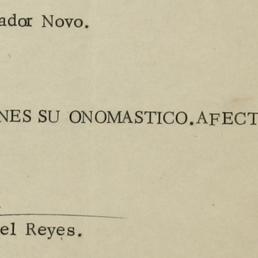 ador Novo.
NES SU ONOMASTICO.AFECT
el Reyes.